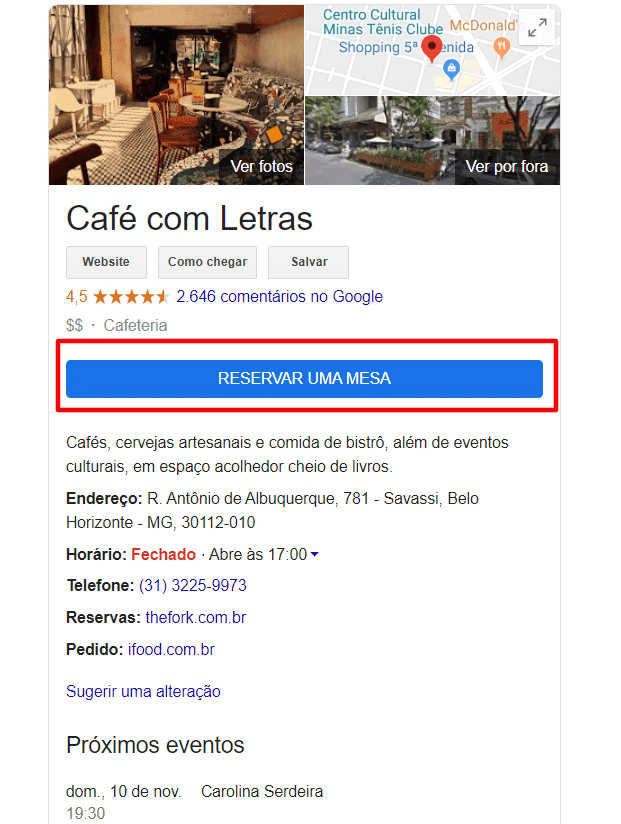 Centro Cultural
Minas Tênis Clube
McDonald'
Shopping 5ª
enida
Ver fotos
Ver por fora
Café com Letras
Website
Como chegar
Salvar
4,5 2.646 comentários no Google
$$ · Cafeteria
RESERVAR UMA MESA
Cafés, cervejas artesanais e comida de bistrô, além de eventos
culturais, em espaço acolhedor cheio de livros.
Endereço: R. Antônio de Albuquerque, 781 - Savassi, Belo
Horizonte - MG, 30112-010
Horário: Fechado · Abre às 17:00
Telefone: (31) 3225-9973
Reservas: thefork.com.br
Pedido: ifood.com.br
Sugerir uma alteração
Próximos eventos
dom., 10 de nov. Carolina Serdeira
19:30